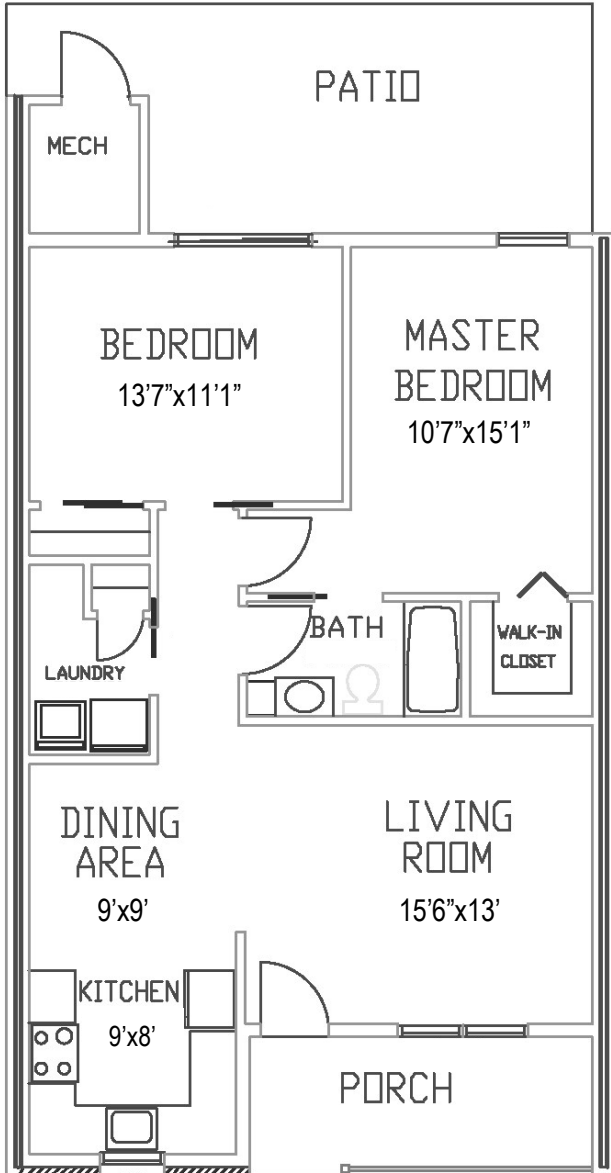 PATIO
MECH
BEDROOM
13'7”x11'1”
MASTER
BEDROOM
10'7”x15'1”
BATH
WALK-IN
CLOSET
LAUNDRY
DINING
AREA
9'x9'
LIVING
ROOM
15'6”x13'
KITCHEN
9'x8'
PORCH